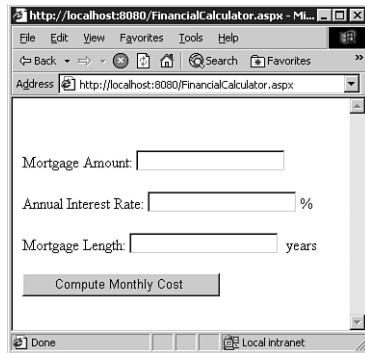 http://localhost:8080/FinancialCalculator.aspx - Mi...
File Edit View Favorites Tools Help
Back Search Favorites »
Address http://localhost:8080/FinancialCalculator.aspx
Mortgage Amount:
Annual Interest Rate: %
Mortgage Length: years
Compute Monthly Cost
Done Local intranet